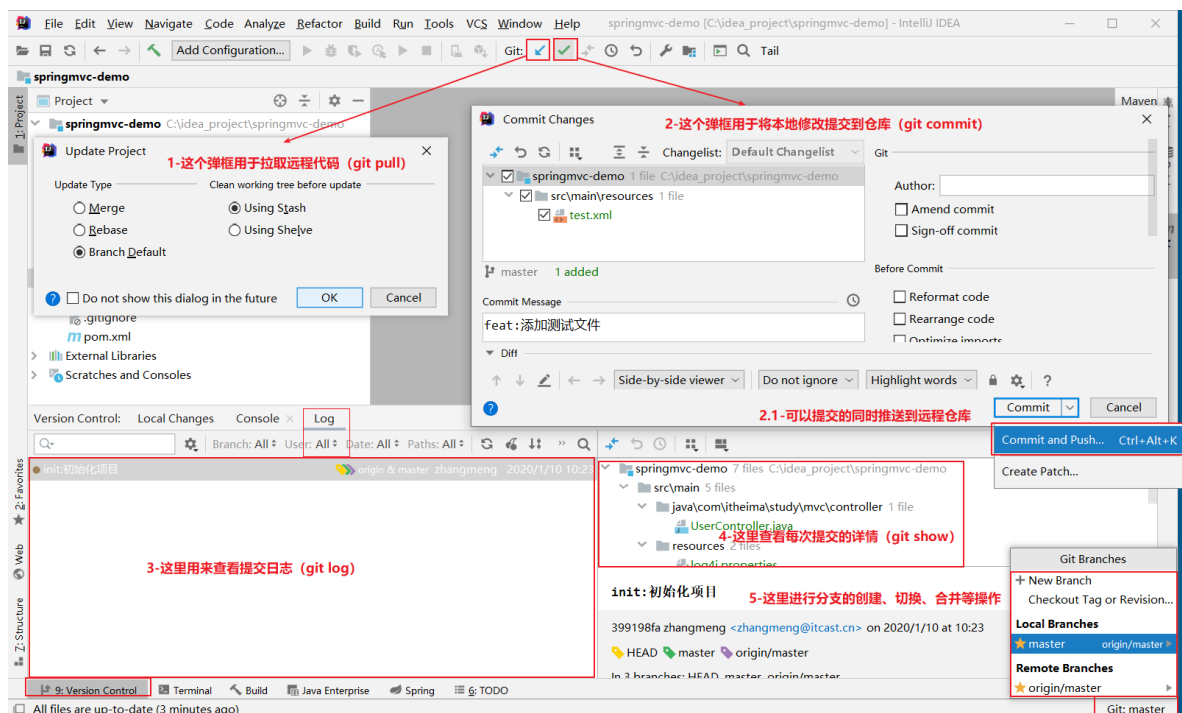 File Edit View Navigate Code Analyze Refactor Build Run Tools VCS Window Help springmvc-demo [C:\idea_project\springmvc-demo] - IntelliJ IDEA
Add Configuration... Git: Tail
springmvc-demo
1: Project
Project
springmvc-demo C:\idea_project\springmvc-demo
Maven
Update Project
1-这个弹框用于拉取远程代码（git pull）
Update Type
Clean working tree before update
Merge
Using Stash
Rebase
Using Shelve
Branch Default
Do not show this dialog in the future
OK
Cancel
.gitignore
pom.xml
External Libraries
Scratches and Consoles
Commit Changes
2-这个弹框用于将本地修改提交到仓库（git commit）
Changelist: Default Changelist
Git
springmvc-demo 1 file C:\idea_project\springmvc-demo
src\main\resources 1 file
test.xml
Author:
Amend commit
Sign-off commit
master 1 added
Before Commit
Reformat code
Rearrange code
Optimize imports
Commit Message
feat:添加测试文件
Diff
Side-by-side viewer
Do not ignore
Highlight words
?
2.1-可以提交的同时推送到远程仓库
Commit
Cancel
Commit and Push... Ctrl+Alt+K
Create Patch...
Version Control: Local Changes Console Log
Branch: All User: All Date: All Paths: All
init:初始化项目 origin & master zhangmeng 2020/1/10 10:23
3-这里用来查看提交日志（git log）
springmvc-demo 7 files C:\idea_project\springmvc-demo
src\main 5 files
java\com\itheima\study\mvc\controller 1 file
UserController.java
4-这里查看每次提交的详情（git show）
resources 2 files
log4j.properties
init:初始化项目
5-这里进行分支的创建、切换、合并等操作
399198fa zhangmeng <zhangmeng@itcast.cn> on 2020/1/10 at 10:23
HEAD master origin/master
In 3 branches: HEAD, master, origin/master
Git Branches
+ New Branch
Checkout Tag or Revision...
Local Branches
master origin/master
Remote Branches
origin/master
2: Favorites
Web
Z: Structure
9: Version Control Terminal Build Java Enterprise Spring 6: TODO
All files are up-to-date (3 minutes ago)
Git: master